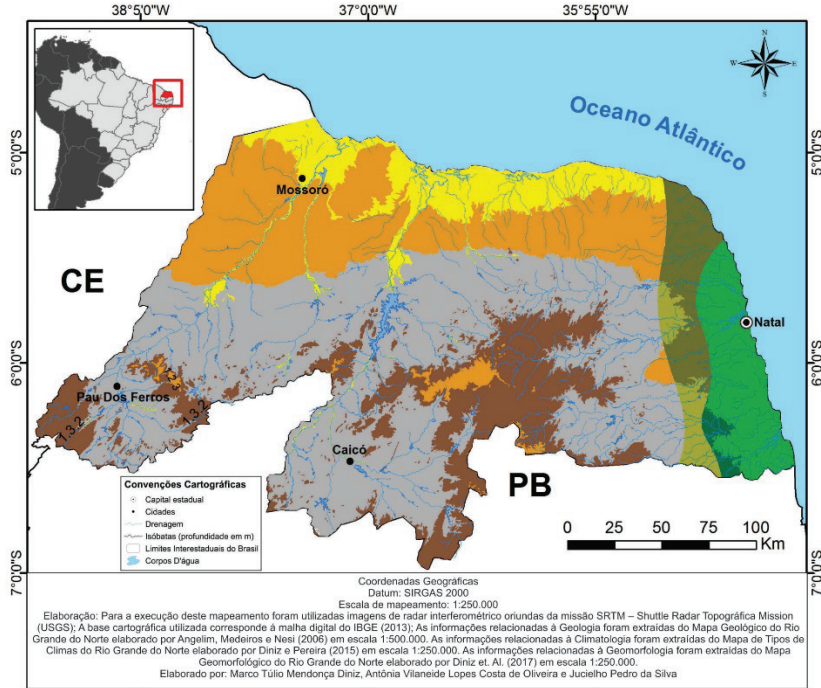 38°5'0"W
37°0'0"W
35°55'0"W
N
W
E
S
Oceano Atlântico
5°0'0"S
5°0'0"S
Mossoró
CE
Natal
6°0'0"S
6°0'0"S
1.3.2
Pau Dos Ferros
1.3.2
Caicó
PB
Convenções Cartográficas
Capital estadual
Cidades
Drenagem
Isóbatas (profundidade em m)
Limites Interestaduais do Brasil
Corpos D'água
0 25 50 75 100
Km
7°0'0"S
7°0'0"S
Coordenadas Geográficas
Datum: SIRGAS 2000
Escala de mapeamento: 1:250.000
Elaboração: Para a execução deste mapeamento foram utilizadas imagens de radar interferométrico oriundas da missão SRTM – Shuttle Radar Topográfica Mission
(USGS); A base cartográfica utilizada corresponde à malha digital do IBGE (2013); As informações relacionadas à Geologia foram extraídas do Mapa Geológico do Rio
Grande do Norte elaborado por Angelim, Medeiros e Nesi (2006) em escala 1:500.000. As informações relacionadas à Climatologia foram extraídas do Mapa de Tipos de
Climas do Rio Grande do Norte elaborado por Diniz e Pereira (2015) em escala 1:250.000. As informações relacionadas à Geomorfologia foram extraídas do Mapa
Geomorfológico do Rio Grande do Norte elaborado por Diniz et. Al. (2017) em escala 1:250.000.
Elaborado por: Marco Túlio Mendonça Diniz, Antônia Vilaneide Lopes Costa de Oliveira e Jucielho Pedro da Silva